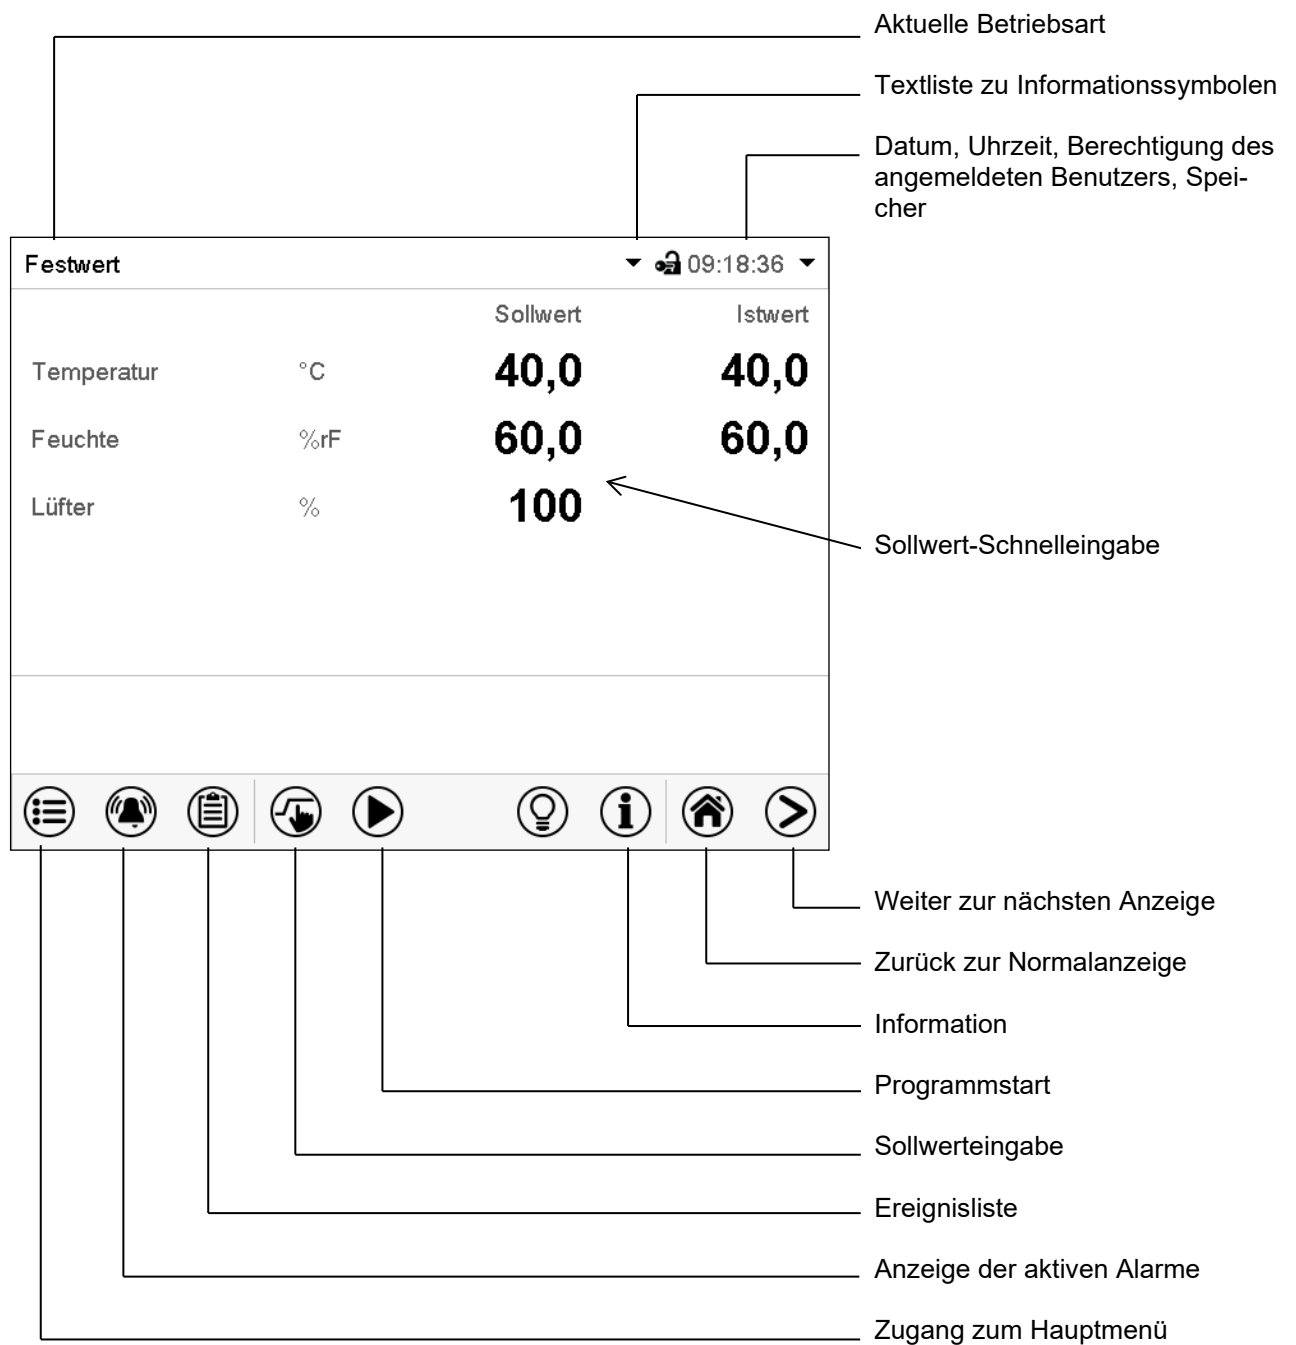 Aktuelle Betriebsart
Textliste zu Informationssymbolen
Datum, Uhrzeit, Berechtigung des
angemeldeten Benutzers, Spei-
cher
Festwert 09:18:36
Sollwert Istwert
Temperatur °C 40,0 40,0
Feuchte %rF 60,0 60,0
Lüfter % 100
Sollwert-Schnelleingabe
Weiter zur nächsten Anzeige
Zurück zur Normalanzeige
Information
Programmstart
Sollwerteingabe
Ereignisliste
Anzeige der aktiven Alarme
Zugang zum Hauptmenü